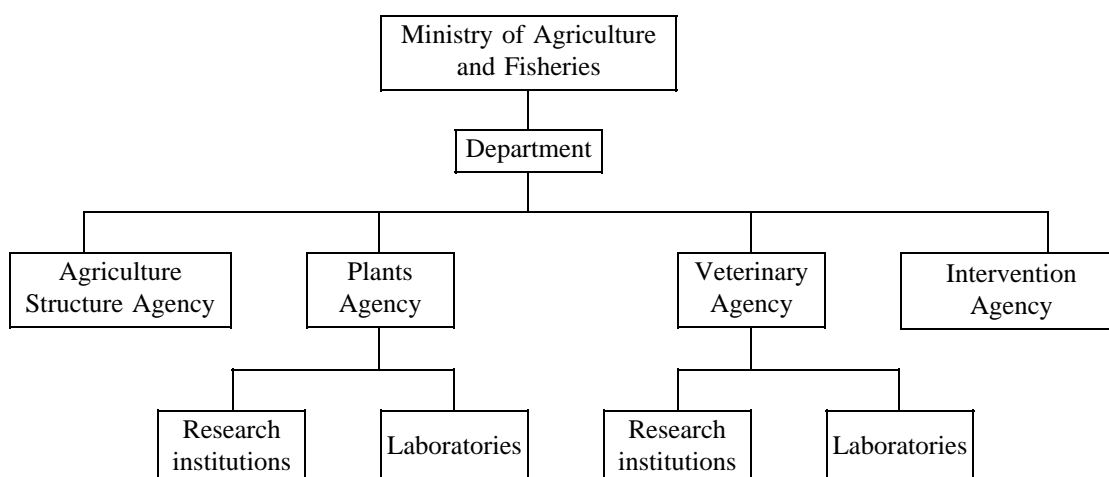 Ministry of Agriculture
and Fisheries
Department
Agriculture
Structure Agency
Plants
Agency
Veterinary
Agency
Intervention
Agency
Research
institutions
Laboratories
Research
institutions
Laboratories